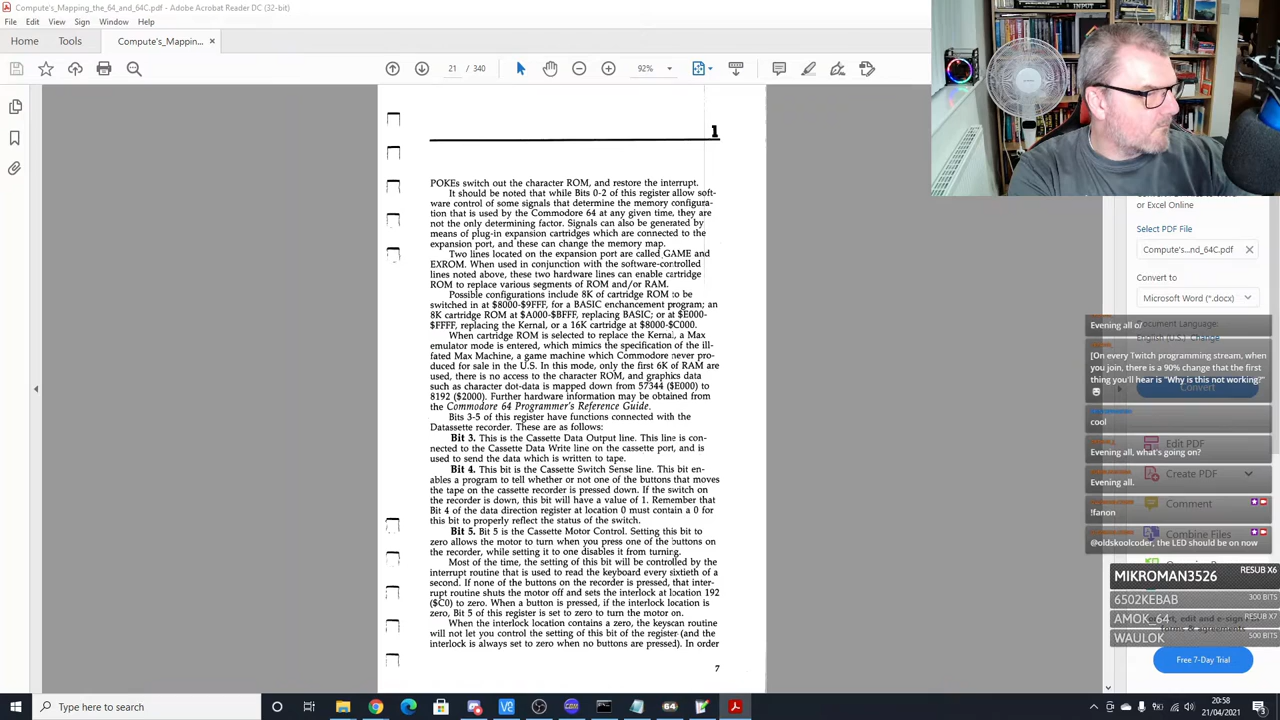 Compute's_Mapping_the_64_and_64C.pdf - Adobe Acrobat Reader DC (32-bit)
File Edit View Sign Window Help
Home Tools Compute's_Mappin... ×
21 / 340
92%
INPUT
1
POKEs switch out the character ROM, and restore the interrupt.
It should be noted that while Bits 0-2 of this register allow soft-
ware control of some signals that determine the memory configura-
tion that is used by the Commodore 64 at any given time, they are
not the only determining factor. Signals can also be generated by
means of plug-in expansion cartridges which are connected to the
expansion port, and these can change the memory map.
Two lines located on the expansion port are called GAME and
EXROM. When used in conjunction with the software-controlled
lines noted above, these two hardware lines can enable cartridge
ROM to replace various segments of ROM and/or RAM.
Possible configurations include 8K of cartridge ROM to be
switched in at $8000-$9FFF, for a BASIC enchancement program; an
8K cartridge ROM at $A000-$BFFF, replacing BASIC; or at $E000-
$FFFF, replacing the Kernal, or a 16K cartridge at $8000-$C000.
When cartridge ROM is selected to replace the Kernal, a Max
emulator mode is entered, which mimics the specification of the ill-
fated Max Machine, a game machine which Commodore never pro-
duced for sale in the U.S. In this mode, only the first 6K of RAM are
used, there is no access to the character ROM, and graphics data
such as character dot-data is mapped down from 57344 ($E000) to
8192 ($2000). Further hardware information may be obtained from
the Commodore 64 Programmer's Reference Guide.
Bits 3-5 of this register have functions connected with the
Datassette recorder. These are as follows:
Bit 3. This is the Cassette Data Output line. This line is con-
nected to the Cassette Data Write line on the cassette port, and is
used to send the data which is written to tape.
Bit 4. This bit is the Cassette Switch Sense line. This bit en-
ables a program to tell whether or not one of the buttons that moves
the tape on the cassette recorder is pressed down. If the switch on
the recorder is down, this bit will have a value of 1. Remember that
Bit 4 of the data direction register at location 0 must contain a 0 for
this bit to properly reflect the status of the switch.
Bit 5. Bit 5 is the Cassette Motor Control. Setting this bit to
zero allows the motor to turn when you press one of the buttons on
the recorder, while setting it to one disables it from turning.
Most of the time, the setting of this bit will be controlled by the
interrupt routine that is used to read the keyboard every sixtieth of a
second. If none of the buttons on the recorder is pressed, that inter-
rupt routine shuts the motor off and sets the interlock at location 192
($C0) to zero. When a button is pressed, if the interlock location is
zero, Bit 5 of this register is set to zero to turn the motor on.
When the interlock location contains a zero, the keyscan routine
will not let you control the setting of this bit of the register (and the
interlock is always set to zero when no buttons are pressed). In order
7
or Excel Online
Select PDF File
Compute's...nd_64C.pdf
Convert to
Microsoft Word (*.docx)
Document Language:
English (U.S.) Change
Convert
Edit PDF
Create PDF
Comment
Combine Files
Free 7-Day Trial
Evening all o/
[On every Twitch programming stream, when
you join, there is a 90% change that the first
thing you'll hear is "Why is this not working?"
cool
Evening all, what's going on?
Evening all.
!fanon
@oldskoolcoder, the LED should be on now
MIKROMAN3526 RESUB X6
6502KEBAB 300 BITS
AMOK_64 RESUB X7
WAULOK 500 BITS
Type here to search
20:58
21/04/2021